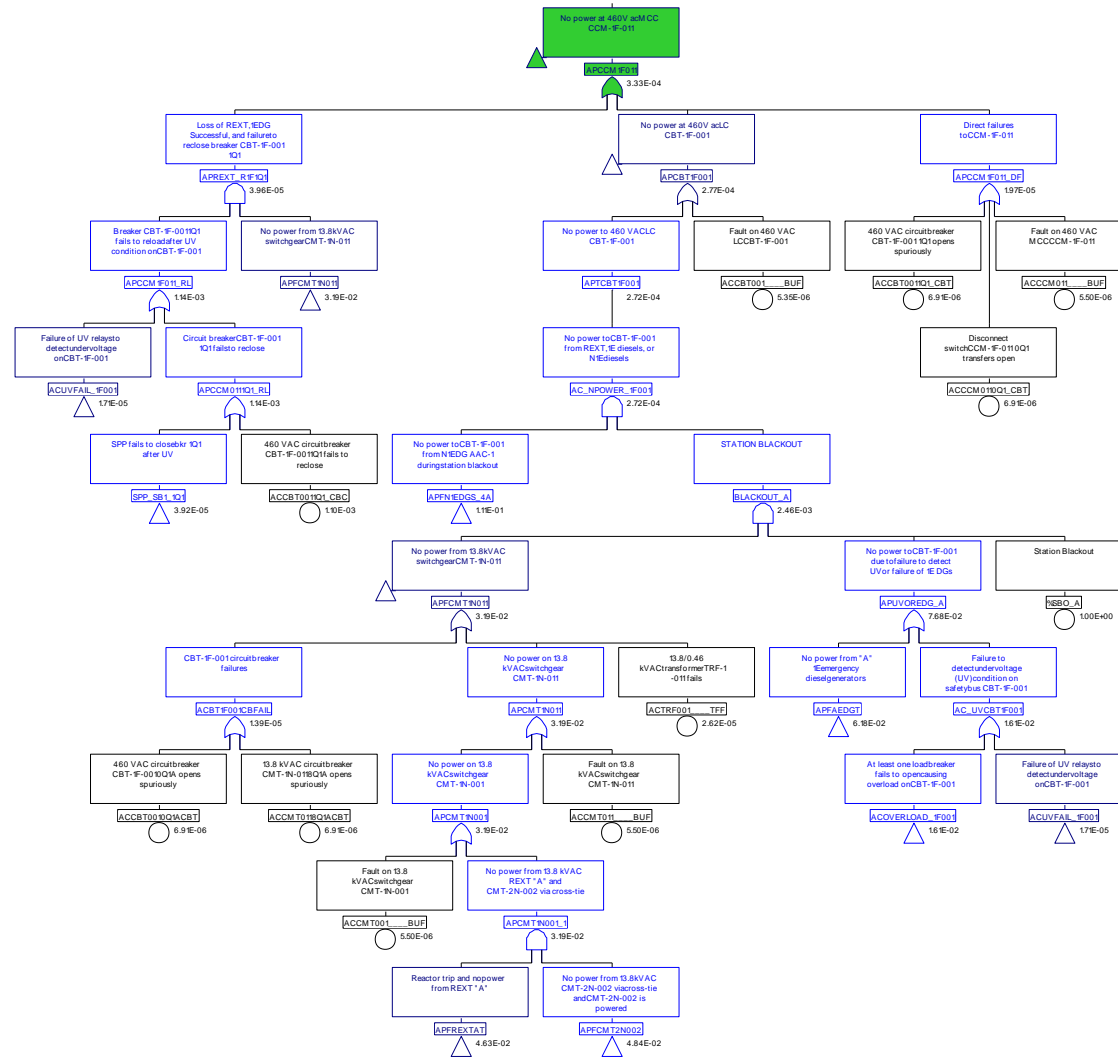 No power at 460V acMCC
CCM-1F-011
APCCM1F011
3.33E-04
Loss of REXT,1EDG
Successful, and failureto
reclose breaker CBT-1F-001
1Q1
APREXT_R1F1Q1
3.96E-05
No power at 460V acLC
CBT-1F-001
APCBT1F001
2.77E-04
Direct failures
toCCM-1F-011
APCCM1F011_DF
1.97E-05
Breaker CBT-1F-0011Q1
fails to reloadafter UV
condition onCBT-1F-001
APCCM1F011_RL
1.14E-03
No power from 13.8kVAC
switchgearCMT-1N-011
APFCMT1N011
3.19E-02
No power to 460 VACLC
CBT-1F-001
APTCBT1F001
2.72E-04
Fault on 460 VAC
LCCBT-1F-001
ACCBT001____BUF
5.35E-06
460 VAC circuitbreaker
CBT-1F-0011Q1opens
spuriously
ACCBT0011Q1_CBT
6.91E-06
Fault on 460 VAC
MCCCCM-1F-011
ACCCM011____BUF
5.50E-06
Failure of UV relaysto
detectundervoltage
onCBT-1F-001
ACUVFAIL_1F001
1.71E-05
Circuit breakerCBT-1F-001
1Q1failsto reclose
APCCM0111Q1_RL
1.14E-03
No power toCBT-1F-001
from REXT,1E diesels, or
N1Ediesels
AC_NPOWER_1F001
2.72E-04
Disconnect
switchCCM-1F-0110Q1
transfers open
ACCCM0110Q1_CBT
6.91E-06
SPP fails to closebkr 1Q1
after UV
SPP_SB1_1Q1
3.92E-05
460 VAC circuitbreaker
CBT-1F-0011Q1fails to
reclose
ACCBT0011Q1_CBC
1.10E-03
No power toCBT-1F-001
from N1EDG AAC-1
duringstation blackout
APFN1EDGS_4A
1.11E-01
STATION BLACKOUT
BLACKOUT_A
2.46E-03
No power from 13.8kVAC
switchgearCMT-1N-011
APFCMT1N011
3.19E-02
No power toCBT-1F-001
due tofailure to detect
UVor failure of 1E DGs
APUVOREDG_A
7.68E-02
Station Blackout
%SBO_A
1.00E+00
CBT-1F-001circuitbreaker
failures
ACBT1F001CBFAIL
1.39E-05
No power on 13.8
kVACswitchgear
CMT-1N-011
APCMT1N011
3.19E-02
13.8/0.46
kVACtransformerTRF-1
-011fails
ACTRF001____TFF
2.62E-05
No power from "A"
1Eemergency
dieselgenerators
APFAEDGT
6.18E-02
Failure to
detectundervoltage
(UV)condition on
safetybus CBT-1F-001
AC_UVCBT1F001
1.61E-02
460 VAC circuitbreaker
CBT-1F-0010Q1A opens
spuriously
ACCBT0010Q1ACBT
6.91E-06
13.8 kVAC circuitbreaker
CMT-1N-0118Q1A opens
spuriously
ACCMT0118Q1ACBT
6.91E-06
No power on 13.8
kVACswitchgear
CMT-1N-001
APCMT1N001
3.19E-02
Fault on 13.8
kVACswitchgear
CMT-1N-011
ACCMT011____BUF
5.50E-06
At least one loadbreaker
fails to opencausing
overload onCBT-1F-001
ACOVERLOAD_1F001
1.61E-02
Failure of UV relaysto
detectundervoltage
onCBT-1F-001
ACUVFAIL_1F001
1.71E-05
Fault on 13.8
kVACswitchgear
CMT-1N-001
ACCMT001____BUF
5.50E-06
No power from 13.8 kVAC
REXT "A" and
CMT-2N-002 via cross-tie
APCMT1N001_1
3.19E-02
Reactor trip and nopower
from REXT "A"
APFREXTAT
4.63E-02
No power from 13.8kVAC
CMT-2N-002 viacross-tie
andCMT-2N-002 is
powered
APFCMT2N002
4.84E-02